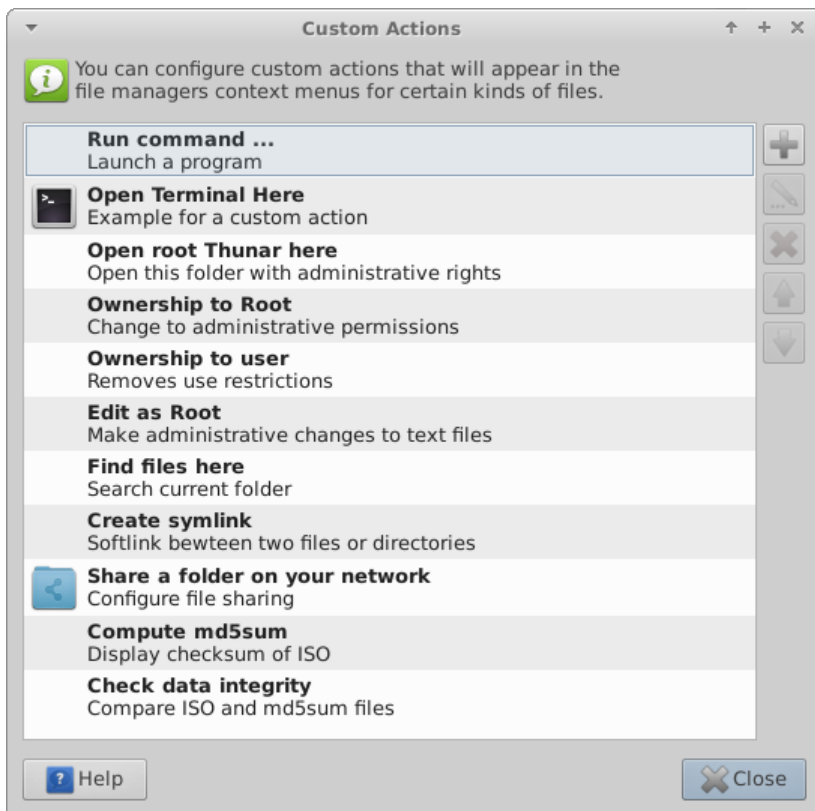 Custom Actions
You can configure custom actions that will appear in the
file managers context menus for certain kinds of files.
Run command ...
Launch a program
Open Terminal Here
Example for a custom action
Open root Thunar here
Open this folder with administrative rights
Ownership to Root
Change to administrative permissions
Ownership to user
Removes use restrictions
Edit as Root
Make administrative changes to text files
Find files here
Search current folder
Create symlink
Softlink bewteen two files or directories
Share a folder on your network
Configure file sharing
Compute md5sum
Display checksum of ISO
Check data integrity
Compare ISO and md5sum files
Help
Close